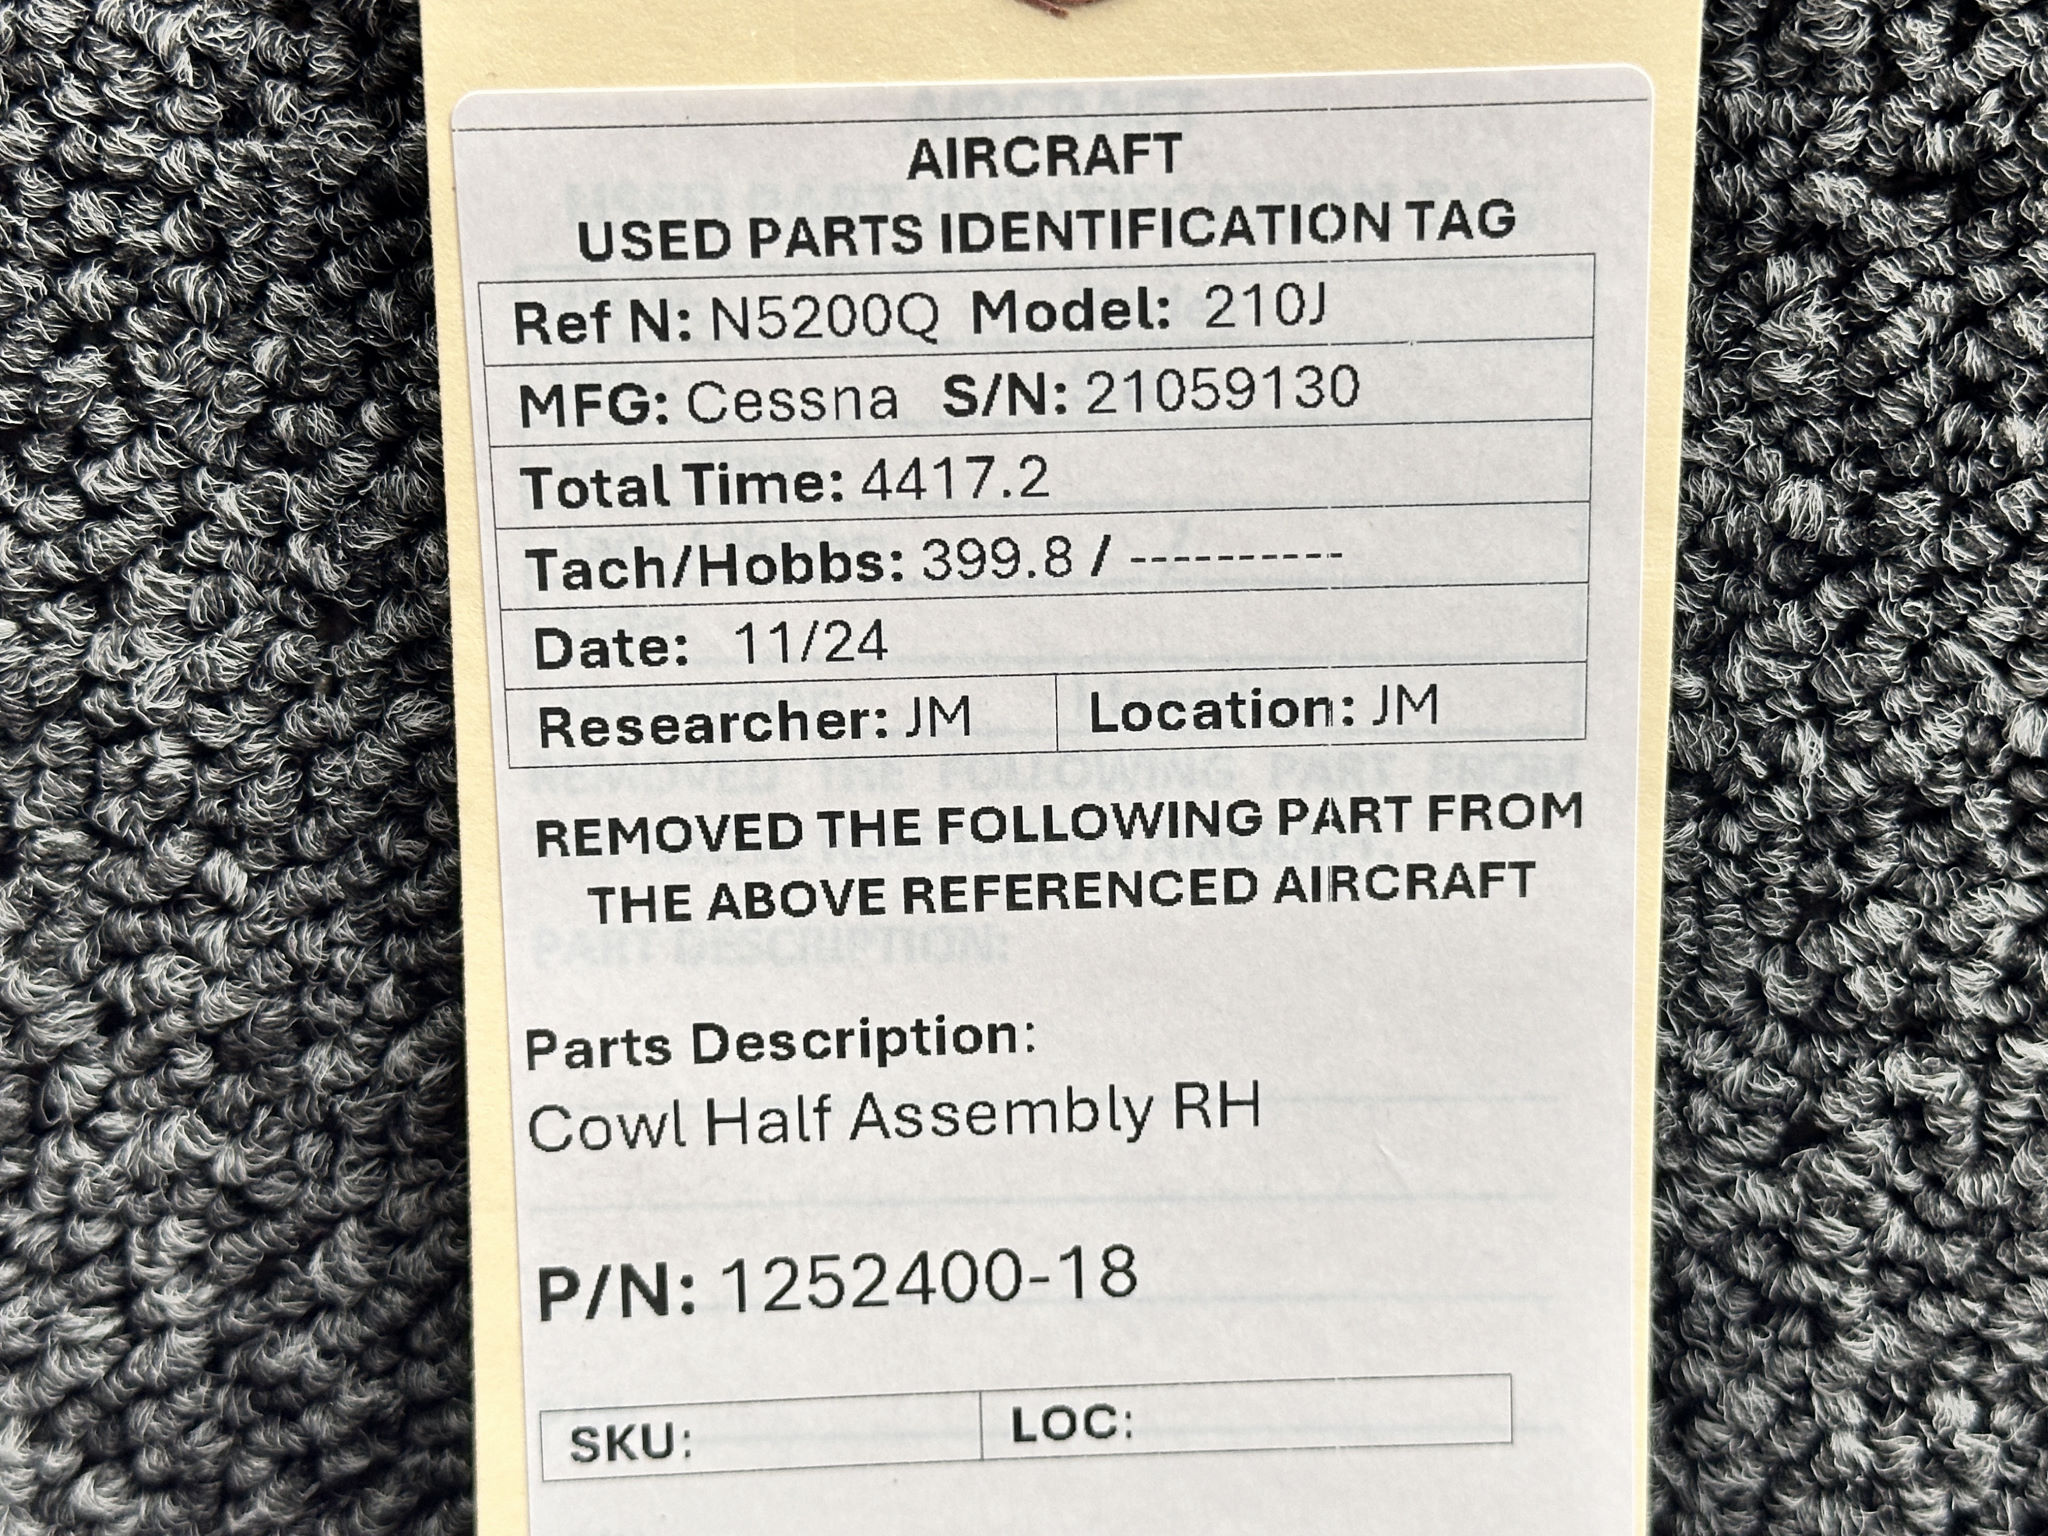 AIRCRAFT
USED PARTS IDENTIFICATION TAG
Ref N: N5200Q Model: 210J
MFG: Cessna S/N: 21059130
Total Time: 4417.2
Tach/Hobbs: 399.8 / ----------
Date: 11/24
Researcher: JM Location: JM
REMOVED THE FOLLOWING PART FROM
THE ABOVE REFERENCED AIRCRAFT
Parts Description:
Cowl Half Assembly RH
P/N: 1252400-18
SKU: LOC: